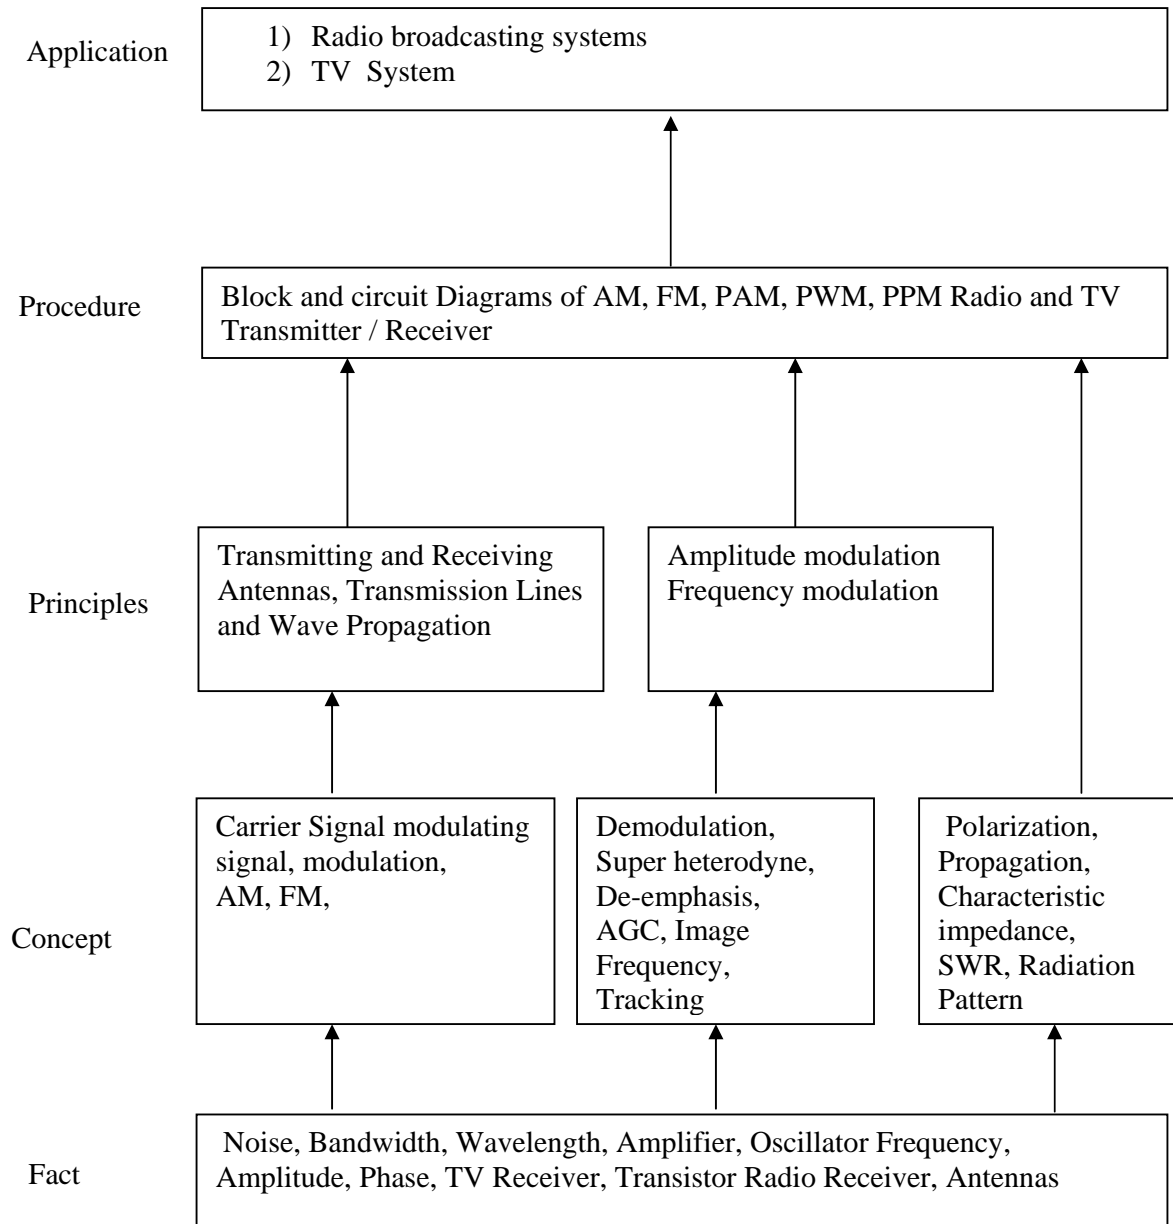 Application
1) Radio broadcasting systems
2) TV System
Procedure
Block and circuit Diagrams of AM, FM, PAM, PWM, PPM Radio and TV
Transmitter / Receiver
Principles
Transmitting and Receiving
Antennas, Transmission Lines
and Wave Propagation
Amplitude modulation
Frequency modulation
Concept
Carrier Signal modulating
signal, modulation,
AM, FM,
Demodulation,
Super heterodyne,
De-emphasis,
AGC, Image
Frequency,
Tracking
Polarization,
Propagation,
Characteristic
impedance,
SWR, Radiation
Pattern
Fact
Noise, Bandwidth, Wavelength, Amplifier, Oscillator Frequency,
Amplitude, Phase, TV Receiver, Transistor Radio Receiver, Antennas